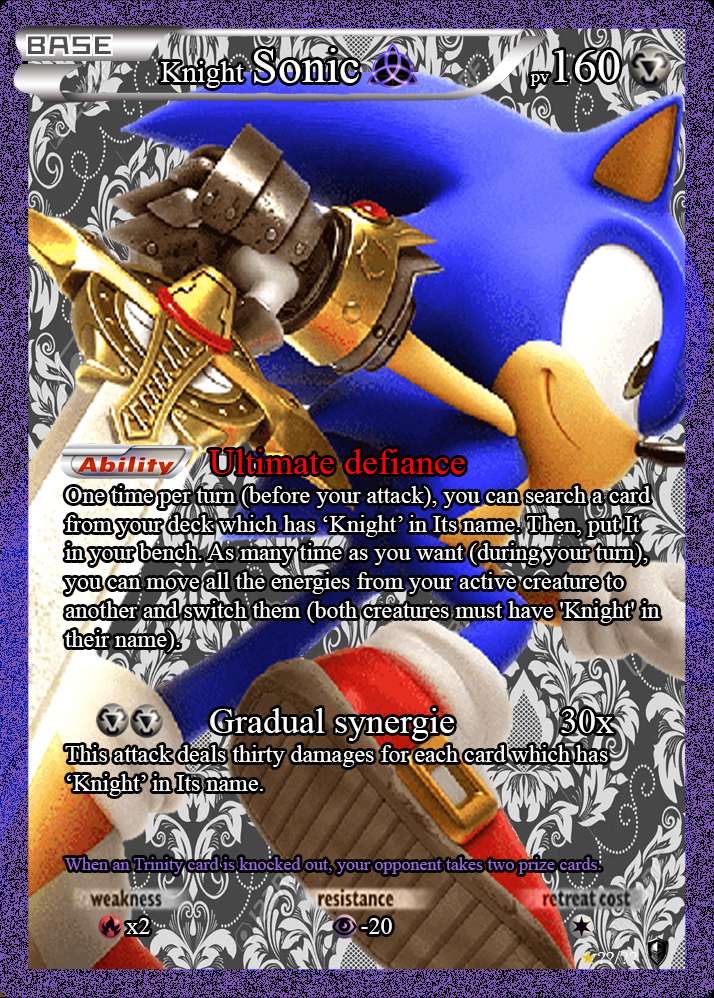 BASE
Knight Sonic pv 160
Ability Ultimate defiance
One time per turn (before your attack), you can search a card
from your deck which has ‘Knight’ in Its name. Then, put It
in your bench. As many time as you want (during your turn),
you can move all the energies from your active creature to
another and switch them (both creatures must have 'Knight' in
their name).
Gradual synergie 30x
This attack deals thirty damages for each card which has
‘Knight’ in Its name.
When an Trinity card is knocked out, your opponent takes two prize cards.
weakness resistance retreat cost
x2 -20